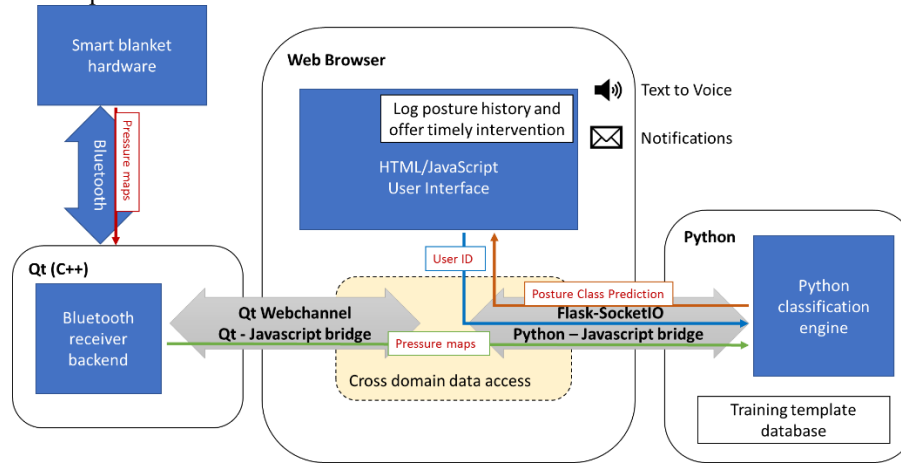 Smart blanket
hardware
Web Browser
Log posture history and
offer timely intervention
Text to Voice
Notifications
HTML/JavaScript
User Interface
Bluetooth
Pressure maps
Python
User ID
Qt (C++)
Posture Class Prediction
Python
classification
engine
Qt Webchannel
Flask-SocketIO
Bluetooth
receiver
backend
Qt - Javascript bridge
Python – Javascript bridge
Pressure maps
Cross domain data access
Training template
database